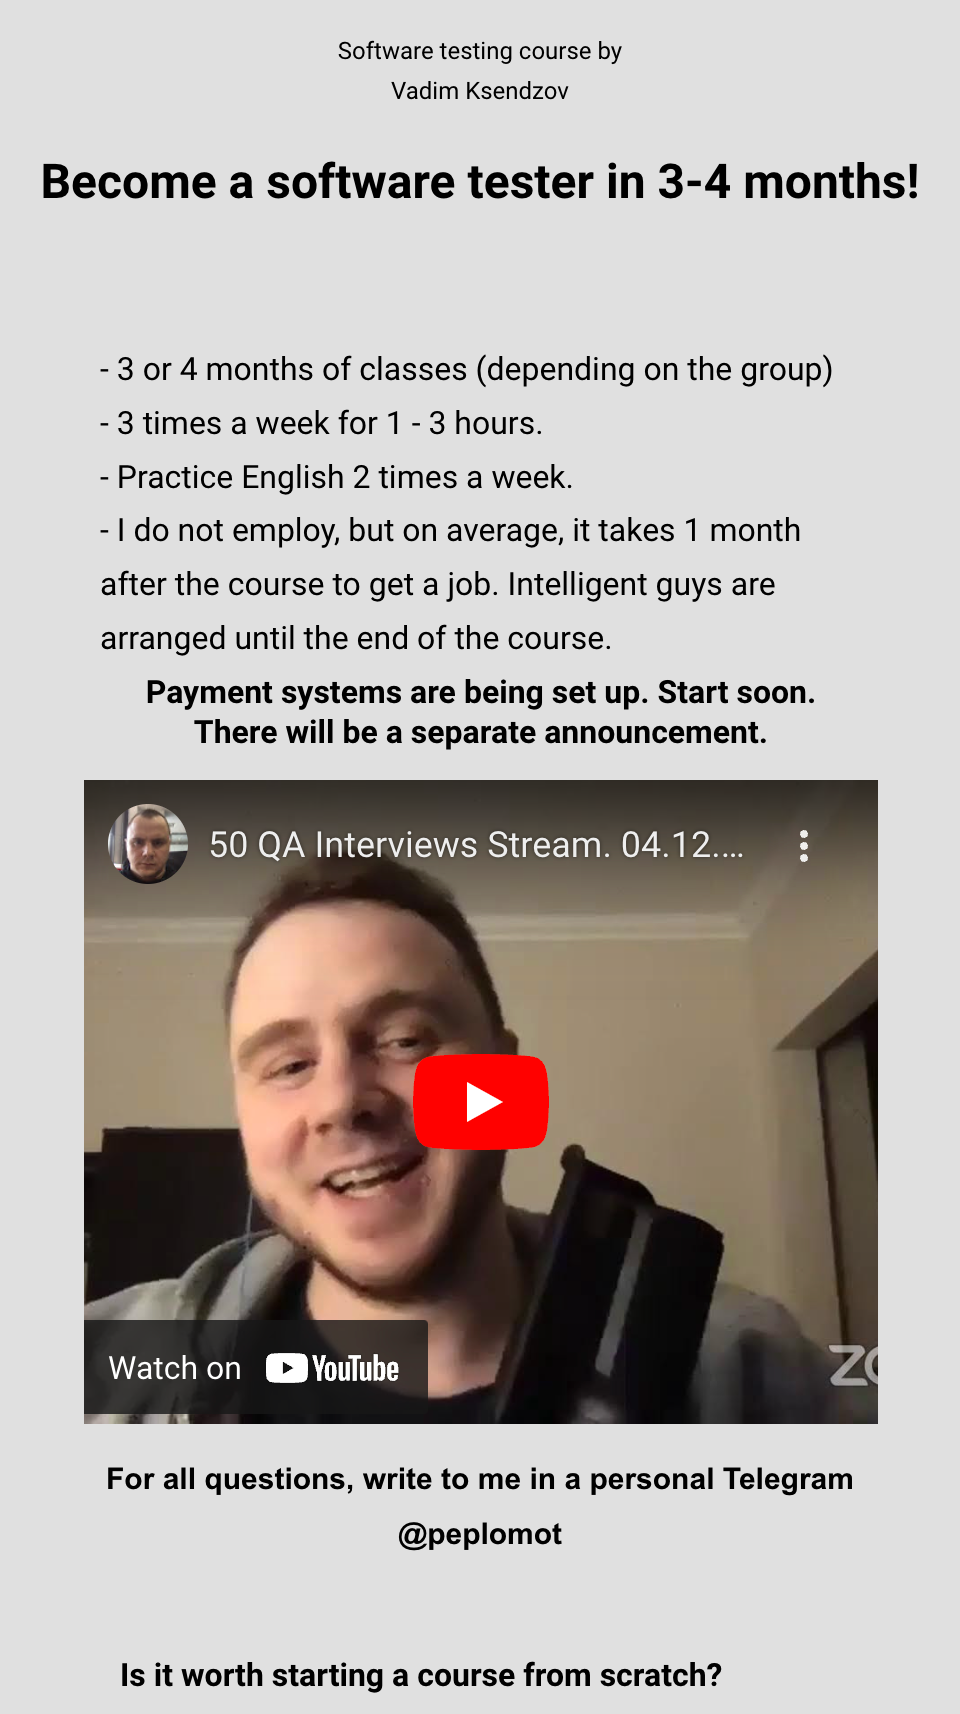 Software testing course by
Vadim Ksendzov
Become a software tester in 3-4 months!
- 3 or 4 months of classes (depending on the group)
- 3 times a week for 1 - 3 hours.
- Practice English 2 times a week.
- I do not employ, but on average, it takes 1 month
after the course to get a job. Intelligent guys are
arranged until the end of the course.
Payment systems are being set up. Start soon.
There will be a separate announcement.
50 QA Interviews Stream. 04.12.…
Watch on YouTube
For all questions, write to me in a personal Telegram
@peplomot
Is it worth starting a course from scratch?